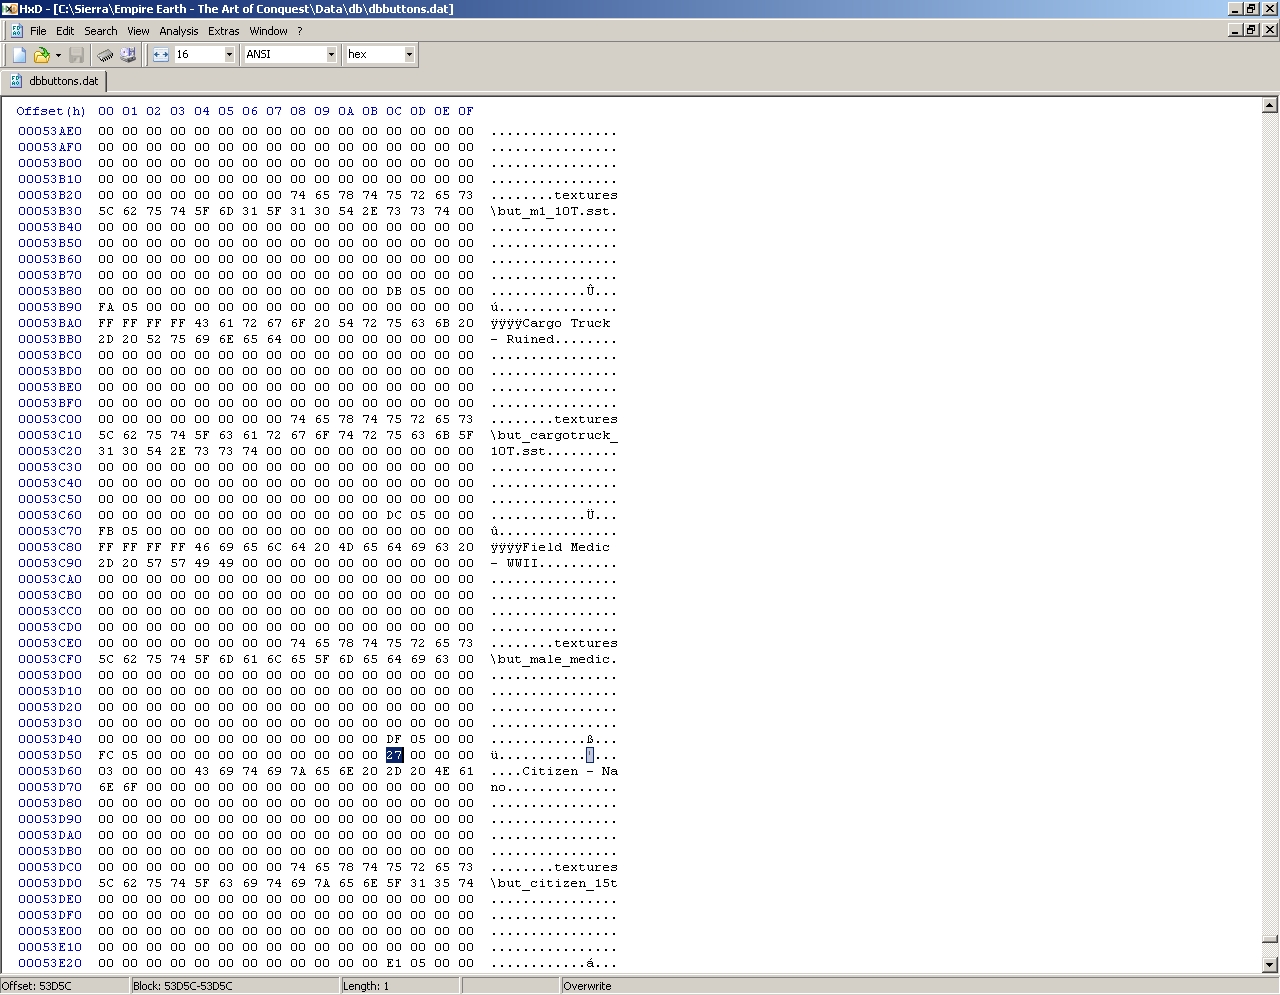 HxD - [C:\Sierra\Empire Earth - The Art of Conquest\Data\db\dbbuttons.dat]
File Edit Search View Analysis Extras Window ?
16 ANSI hex
dbbuttons.dat
Offset(h) 00 01 02 03 04 05 06 07 08 09 0A 0B 0C 0D 0E 0F
00053AE0 00 00 00 00 00 00 00 00 00 00 00 00 00 00 00 00 ................
00053AF0 00 00 00 00 00 00 00 00 00 00 00 00 00 00 00 00 ................
00053B00 00 00 00 00 00 00 00 00 00 00 00 00 00 00 00 00 ................
00053B10 00 00 00 00 00 00 00 00 00 00 00 00 00 00 00 00 ................
00053B20 00 00 00 00 00 00 00 00 74 65 78 74 75 72 65 73 ........textures
00053B30 5C 62 75 74 5F 6D 31 5F 31 30 54 2E 73 73 74 00 \but_m1_10T.sst.
00053B40 00 00 00 00 00 00 00 00 00 00 00 00 00 00 00 00 ................
00053B50 00 00 00 00 00 00 00 00 00 00 00 00 00 00 00 00 ................
00053B60 00 00 00 00 00 00 00 00 00 00 00 00 00 00 00 00 ................
00053B70 00 00 00 00 00 00 00 00 00 00 00 00 00 00 00 00 ................
00053B80 00 00 00 00 00 00 00 00 00 00 00 00 DB 05 00 00 ............Û...
00053B90 FA 05 00 00 00 00 00 00 00 00 00 00 00 00 00 00 ú...............
00053BA0 FF FF FF FF 43 61 72 67 6F 20 54 72 75 63 6B 20 ÿÿÿÿCargo Truck
00053BB0 2D 20 52 75 69 6E 65 64 00 00 00 00 00 00 00 00 - Ruined........
00053BC0 00 00 00 00 00 00 00 00 00 00 00 00 00 00 00 00 ................
00053BD0 00 00 00 00 00 00 00 00 00 00 00 00 00 00 00 00 ................
00053BE0 00 00 00 00 00 00 00 00 00 00 00 00 00 00 00 00 ................
00053BF0 00 00 00 00 00 00 00 00 00 00 00 00 00 00 00 00 ................
00053C00 00 00 00 00 00 00 00 00 74 65 78 74 75 72 65 73 ........textures
00053C10 5C 62 75 74 5F 63 61 72 67 6F 74 72 75 63 6B 5F \but_cargotruck_
00053C20 31 30 54 2E 73 73 74 00 00 00 00 00 00 00 00 00 10T.sst.........
00053C30 00 00 00 00 00 00 00 00 00 00 00 00 00 00 00 00 ................
00053C40 00 00 00 00 00 00 00 00 00 00 00 00 00 00 00 00 ................
00053C50 00 00 00 00 00 00 00 00 00 00 00 00 00 00 00 00 ................
00053C60 00 00 00 00 00 00 00 00 00 00 00 00 DC 05 00 00 ............Ü...
00053C70 FB 05 00 00 00 00 00 00 00 00 00 00 00 00 00 00 û...............
00053C80 FF FF FF FF 46 69 65 6C 64 20 4D 65 64 69 63 20 ÿÿÿÿField Medic
00053C90 2D 20 57 57 49 49 00 00 00 00 00 00 00 00 00 00 - WWII..........
00053CA0 00 00 00 00 00 00 00 00 00 00 00 00 00 00 00 00 ................
00053CB0 00 00 00 00 00 00 00 00 00 00 00 00 00 00 00 00 ................
00053CC0 00 00 00 00 00 00 00 00 00 00 00 00 00 00 00 00 ................
00053CD0 00 00 00 00 00 00 00 00 00 00 00 00 00 00 00 00 ................
00053CE0 00 00 00 00 00 00 00 00 74 65 78 74 75 72 65 73 ........textures
00053CF0 5C 62 75 74 5F 6D 61 6C 65 5F 6D 65 64 69 63 00 \but_male_medic.
00053D00 00 00 00 00 00 00 00 00 00 00 00 00 00 00 00 00 ................
00053D10 00 00 00 00 00 00 00 00 00 00 00 00 00 00 00 00 ................
00053D20 00 00 00 00 00 00 00 00 00 00 00 00 00 00 00 00 ................
00053D30 00 00 00 00 00 00 00 00 00 00 00 00 00 00 00 00 ................
00053D40 00 00 00 00 00 00 00 00 00 00 00 00 DF 05 00 00 ............ß...
00053D50 FC 05 00 00 00 00 00 00 00 00 00 00 27 00 00 00 ü...........'...
00053D60 03 00 00 00 43 69 74 69 7A 65 6E 20 2D 20 4E 61 ....Citizen - Na
00053D70 6E 6F 00 00 00 00 00 00 00 00 00 00 00 00 00 00 no..............
00053D80 00 00 00 00 00 00 00 00 00 00 00 00 00 00 00 00 ................
00053D90 00 00 00 00 00 00 00 00 00 00 00 00 00 00 00 00 ................
00053DA0 00 00 00 00 00 00 00 00 00 00 00 00 00 00 00 00 ................
00053DB0 00 00 00 00 00 00 00 00 00 00 00 00 00 00 00 00 ................
00053DC0 00 00 00 00 00 00 00 00 74 65 78 74 75 72 65 73 ........textures
00053DD0 5C 62 75 74 5F 63 69 74 69 7A 65 6E 5F 31 35 74 \but_citizen_15t
00053DE0 00 00 00 00 00 00 00 00 00 00 00 00 00 00 00 00 ................
00053DF0 00 00 00 00 00 00 00 00 00 00 00 00 00 00 00 00 ................
00053E00 00 00 00 00 00 00 00 00 00 00 00 00 00 00 00 00 ................
00053E10 00 00 00 00 00 00 00 00 00 00 00 00 00 00 00 00 ................
00053E20 00 00 00 00 00 00 00 00 00 00 00 00 E1 05 00 00 ............á...
Offset: 53D5C Block: 53D5C-53D5C Length: 1 Overwrite